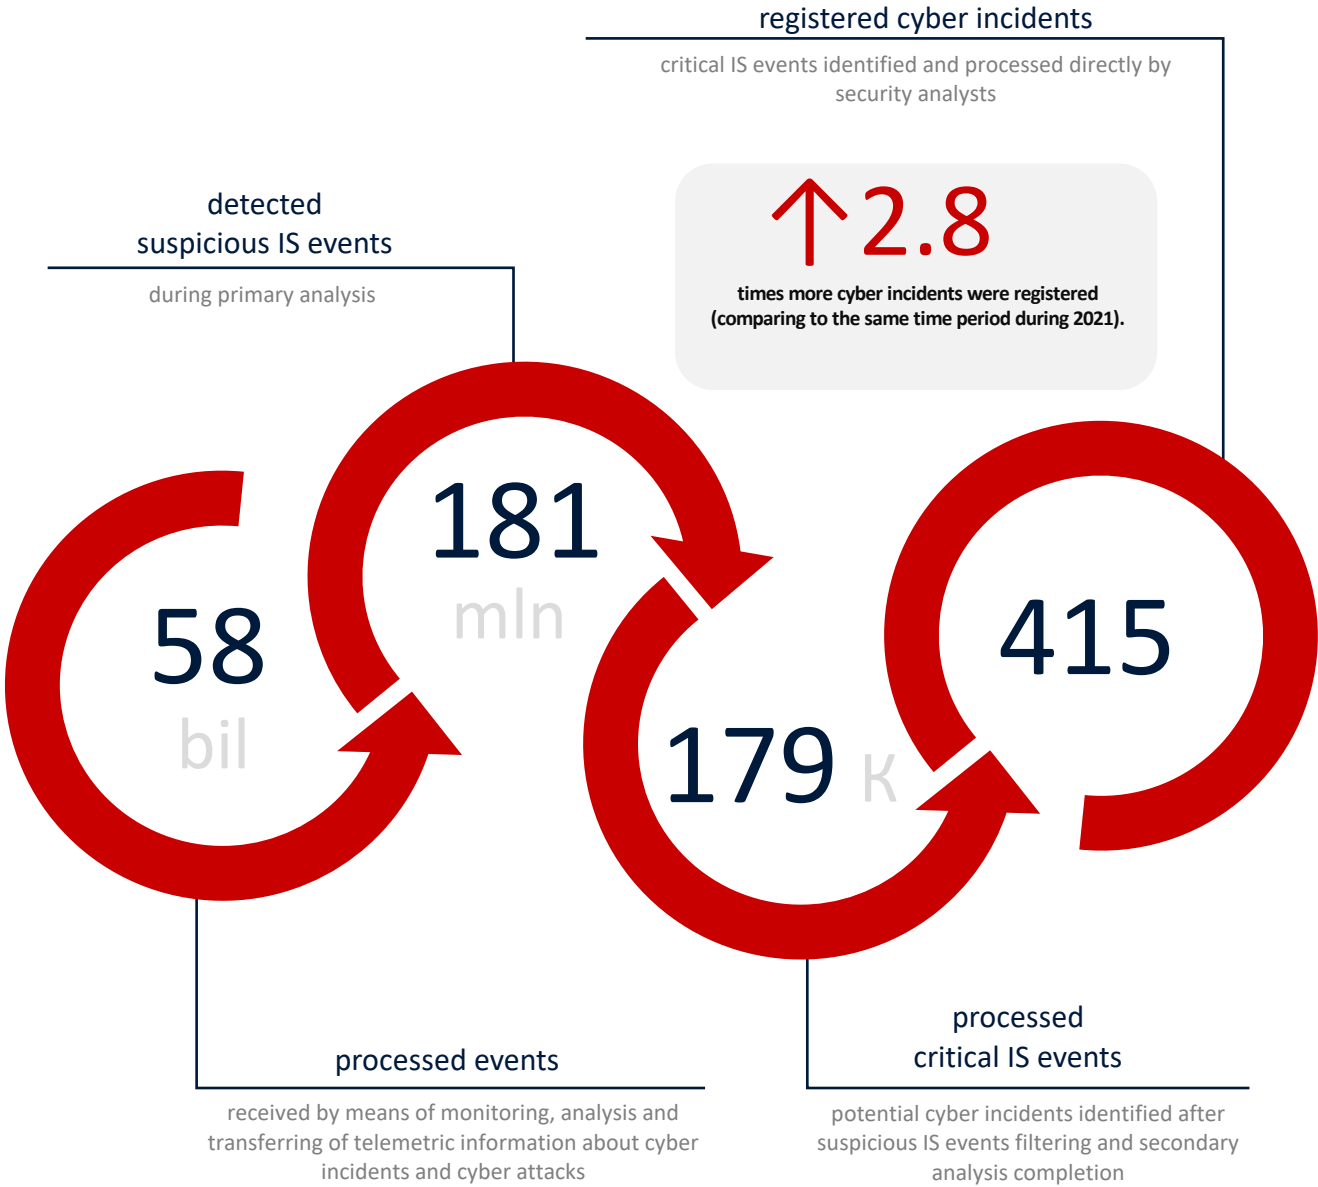 registered cyber incidents
critical IS events identified and processed directly by
security analysts
↑2.8
times more cyber incidents were registered
(comparing to the same time period during 2021).
detected
suspicious IS events
during primary analysis
181
mln
58
bil
415
179 K
processed events
received by means of monitoring, analysis and
transferring of telemetric information about cyber
incidents and cyber attacks
processed
critical IS events
potential cyber incidents identified after
suspicious IS events filtering and secondary
analysis completion